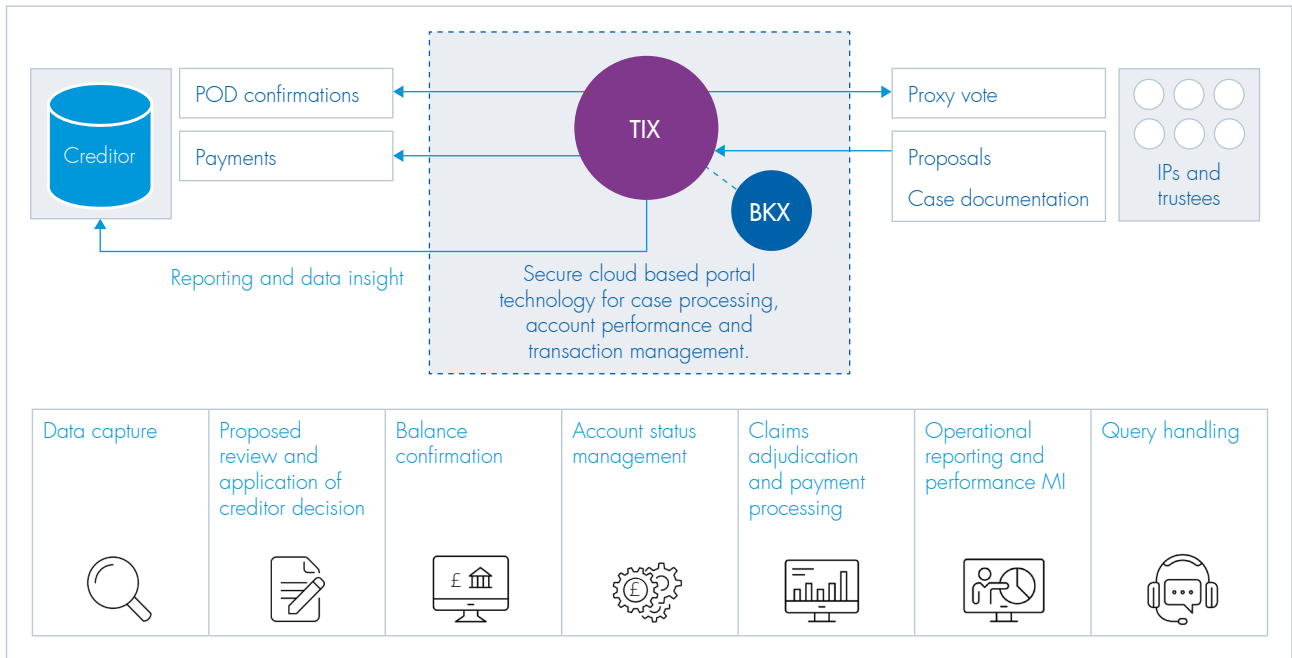 POD confirmations
Payments
Creditor
TIX
BKX
Proxy vote
Proposals
Case documentation
IPs and
trustees
Reporting and data insight
Secure cloud based portal
technology for case processing,
account performance and
transaction management.
Data capture
Proposed
review and
application of
creditor decision
Balance
confirmation
£
Account status
management
£
Claims
adjudication
and payment
processing
Operational
reporting and
performance MI
Query handling